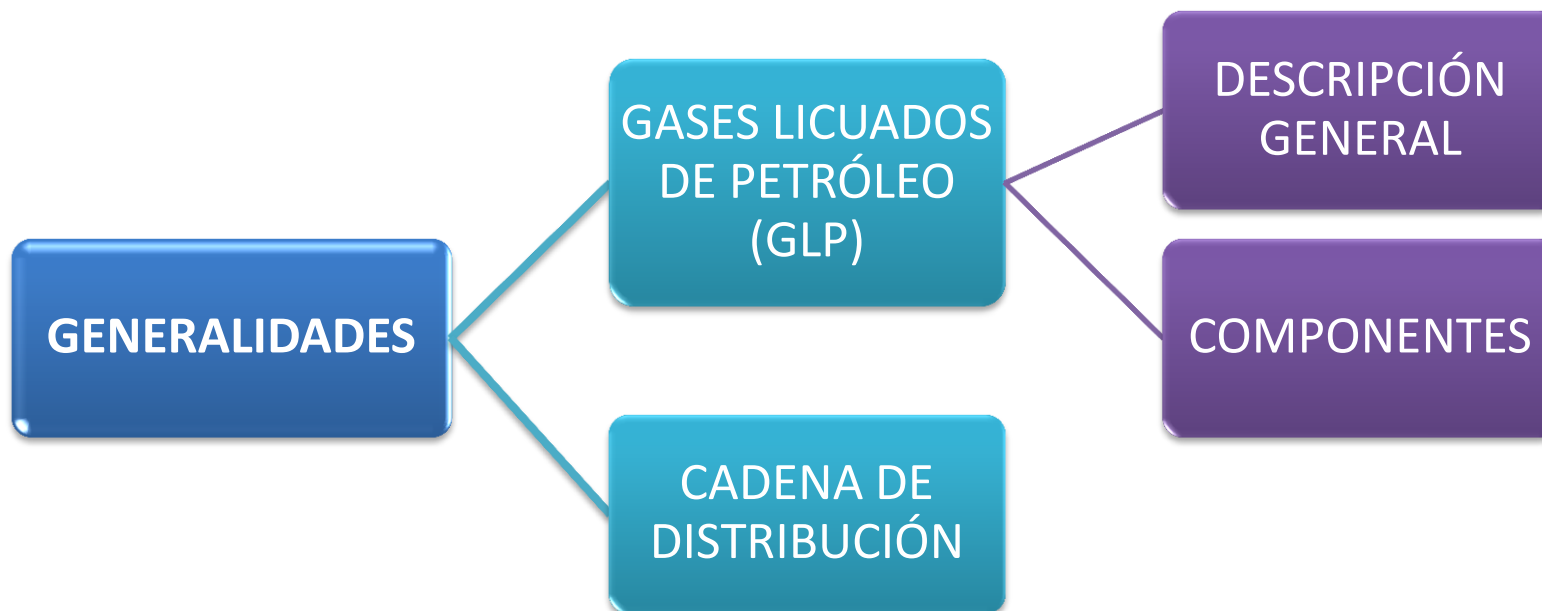 GENERALIDADES
GASES LICUADOS
DE PETRÓLEO
(GLP)
CADENA DE
DISTRIBUCIÓN
DESCRIPCIÓN
GENERAL
COMPONENTES